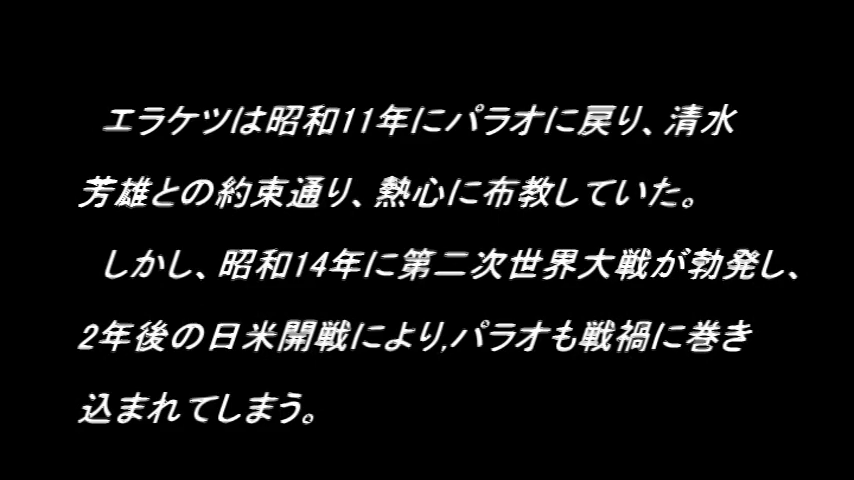 エラケツは昭和11年にパラオに戻り、清水
芳雄との約束通り、熱心に布教していた。
しかし、昭和14年に第二次世界大戦が勃発し、
2年後の日米開戦により,パラオも戦禍に巻き
込まれてしまう。